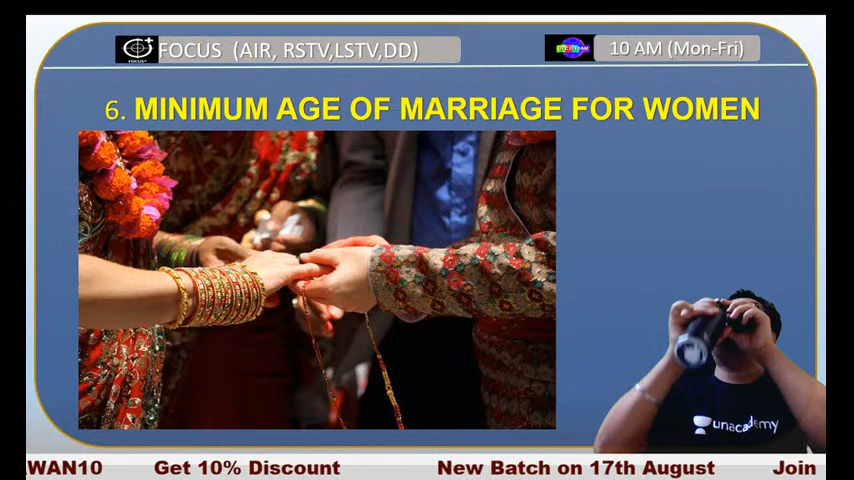 FOCUS+
FOCUS (AIR, RSTV,LSTV,DD)
10 AM (Mon-Fri)
6. MINIMUM AGE OF MARRIAGE FOR WOMEN
unacademy
WAN10 Get 10% Discount New Batch on 17th August Join